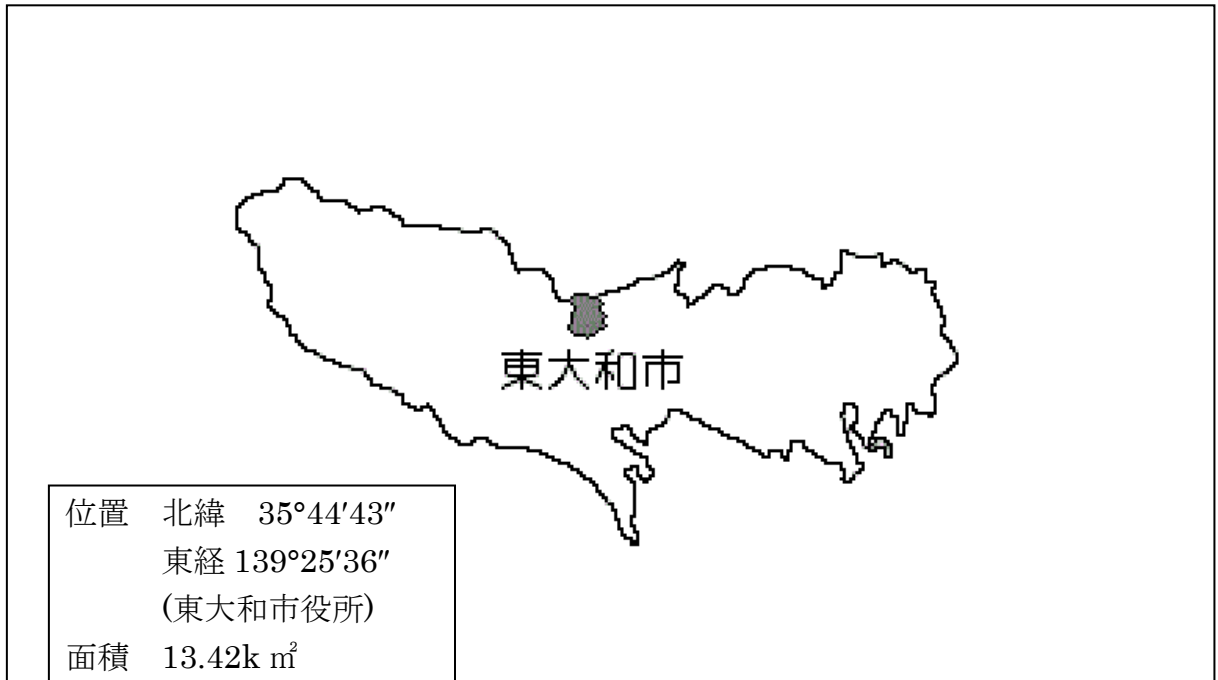 東大和市
位置　北緯　35°44′43″
東経 139°25′36″
(東大和市役所)
面積　13.42k ㎡